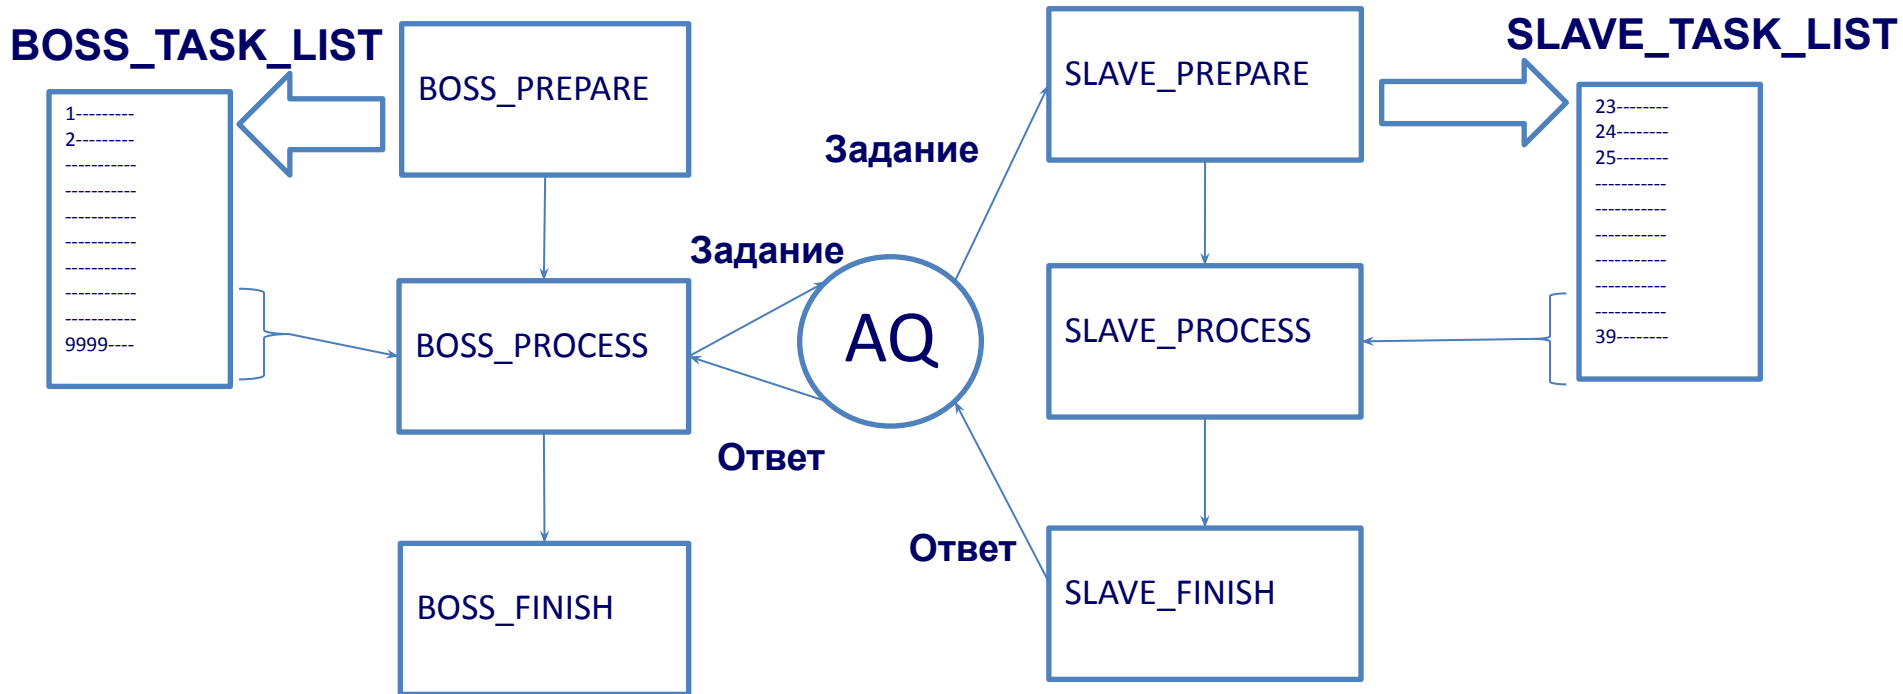 BOSS_TASK_LIST
1---------
2---------
-----------
-----------
-----------
-----------
-----------
-----------
-----------
9999----
BOSS_PREPARE
BOSS_PROCESS
BOSS_FINISH
Задание
Задание
AQ
Ответ
Ответ
SLAVE_PREPARE
SLAVE_PROCESS
SLAVE_FINISH
SLAVE_TASK_LIST
23--------
24--------
25--------
-----------
-----------
-----------
-----------
-----------
-----------
39--------